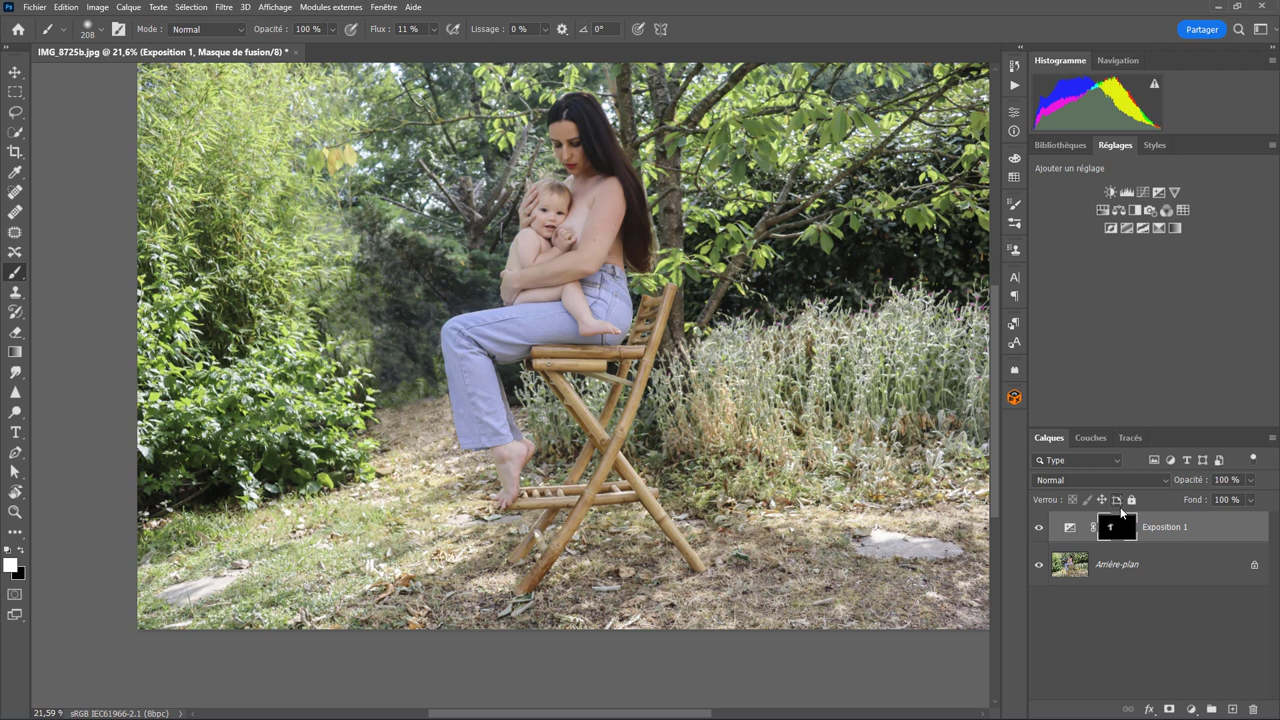 Ps Fichier Edition Image Calque Texte Sélection Filtre 3D Affichage Modules externes Fenêtre Aide
208 Mode : Normal Opacité : 100 % Flux : 11 % Lissage : 0 % 0° Partager
IMG_8725b.jpg @ 21,6% (Exposition 1, Masque de fusion/8) * ×
Histogramme Navigation
Bibliothèques Réglages Styles
Ajouter un réglage
Calques Couches Tracés
Type
Normal Opacité : 100 %
Verrou : Fond : 100 %
Exposition 1
Arrière-plan
21,59 % sRGB IEC61966-2.1 (8bpc)